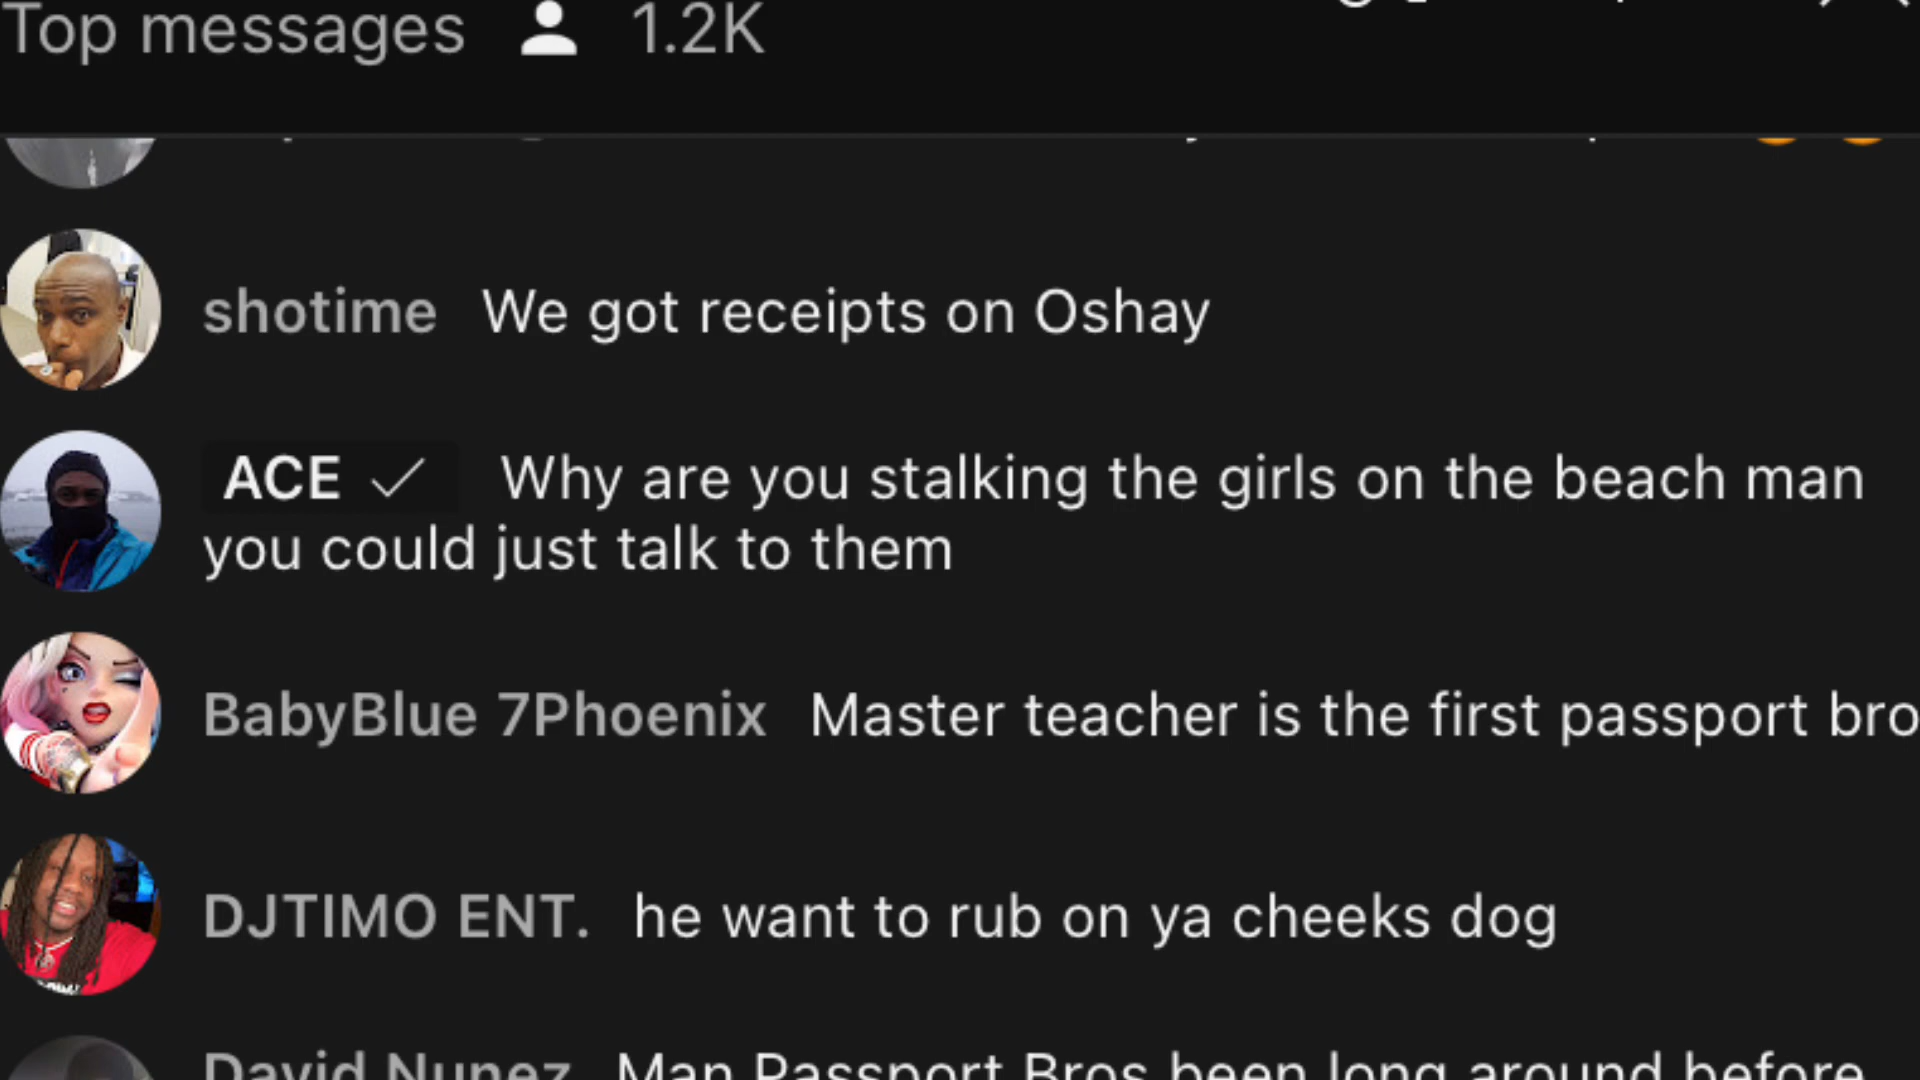 Top messages 1.2K
shotime We got receipts on Oshay
ACE ✓ Why are you stalking the girls on the beach man
you could just talk to them
BabyBlue 7Phoenix Master teacher is the first passport bro
DJTIMO ENT. he want to rub on ya cheeks dog
David Nunez Man Passport Bros been long around before